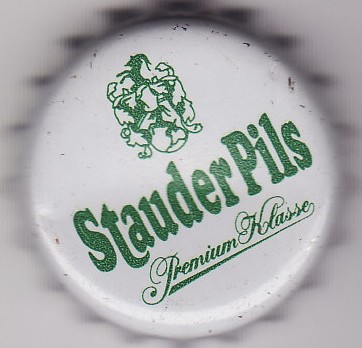 Stauder Pils
Premium Klasse